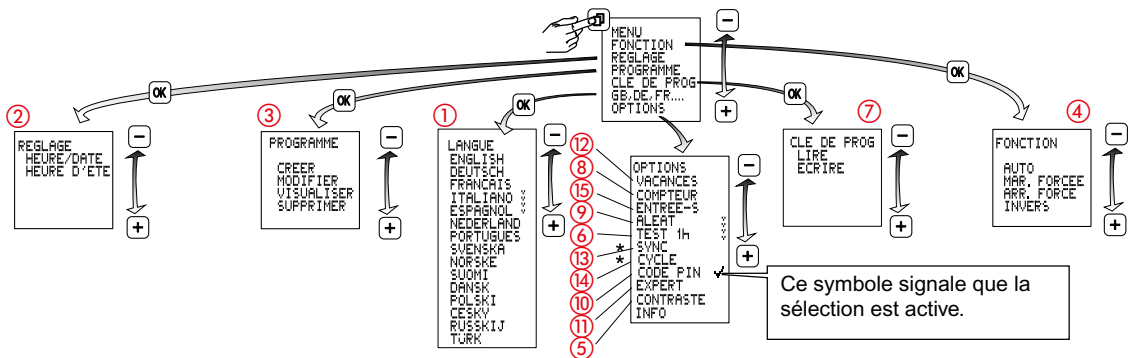 MENU
FONCTION
REGLAGE
PROGRAMME
CLE DE PROG
GB,DE,FR....
OPTIONS
−
+
OK
OK
OK
OK
OK
②
REGLAGE
HEURE/DATE
HEURE D'ETE
−
+
③
PROGRAMME
CREER
MODIFIER
VISUALISER
SUPPRIMER
−
+
①
LANGUE
ENGLISH
DEUTSCH
FRANCAIS
ITALIANO
ESPAGNOL
NEDERLAND
PORTUGUES
SVENSKA
NORSKE
SUOMI
DANSK
POLSKI
CESKY
RUSSKIJ
TURK
−
+
OPTIONS
⑫ VACANCES
⑧ COMPTEUR
⑮ ENTREE-S
⑨ ALEAT
⑥ TEST 1h
⑬ * SYNC
⑭ * CYCLE
⑩ CODE PIN ✓
⑪ EXPERT
⑤ CONTRASTE
INFO
−
+
Ce symbole signale que la
sélection est active.
⑦
CLE DE PROG
LIRE
ECRIRE
④
FONCTION
AUTO
MAR. FORCEE
ARR. FORCE
INVERS
−
+